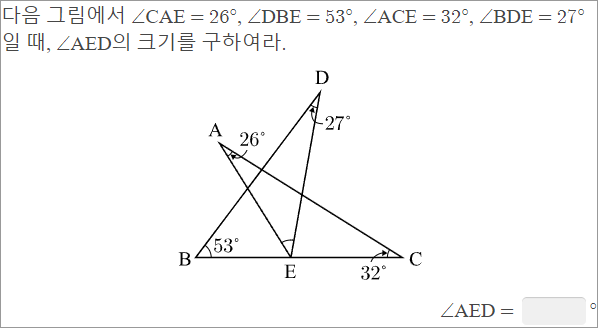 다음 그림에서 ∠CAE = 26°, ∠DBE = 53°, ∠ACE = 32°, ∠BDE = 27°
일 때, ∠AED의 크기를 구하여라.
D
27°
A
26°
B
53°
E
32°
C
∠AED = °